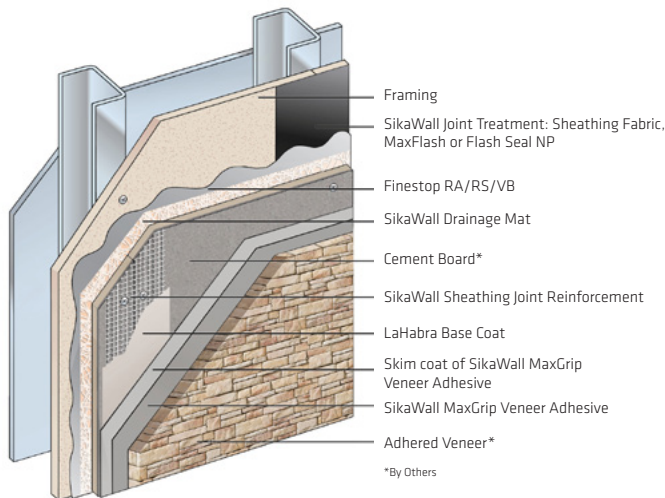 Framing
SikaWall Joint Treatment: Sheathing Fabric,
MaxFlash or Flash Seal NP
Finestop RA/RS/VB
SikaWall Drainage Mat
Cement Board*
SikaWall Sheathing Joint Reinforcement
LaHabra Base Coat
Skim coat of SikaWall MaxGrip
Veneer Adhesive
SikaWall MaxGrip Veneer Adhesive
Adhered Veneer*
*By Others